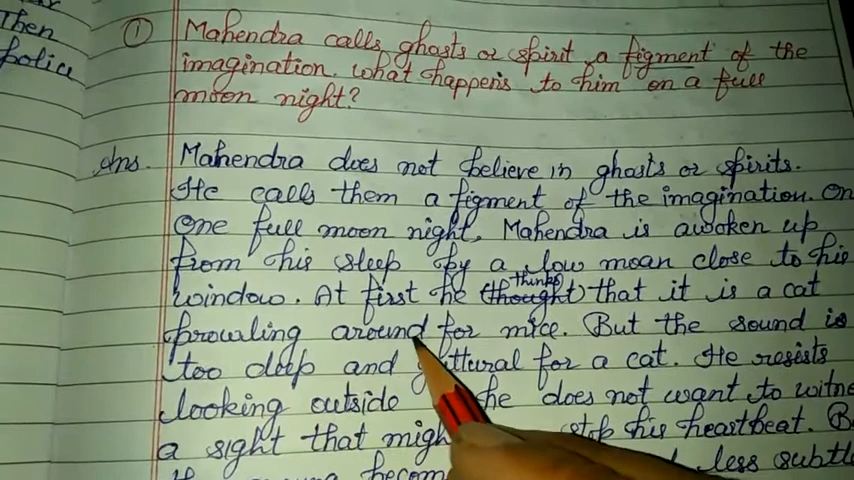 Then
police
① Mahendra calls ghosts or spirit a figment of the
imagination. What happens to him on a full
moon night?
Ans. Mahendra does not believe in ghosts or spirits.
He calls them a figment of the imagination. On
one full moon night, Mahendra is awoken up
from his sleep by a low moan close to his
window. At first he (thought) thinks that it is a cat
prowling around for mice. But the sound is
too deep and guttural for a cat. He resists
looking outside he does not want to
a sight that stop his heartbeat.
less